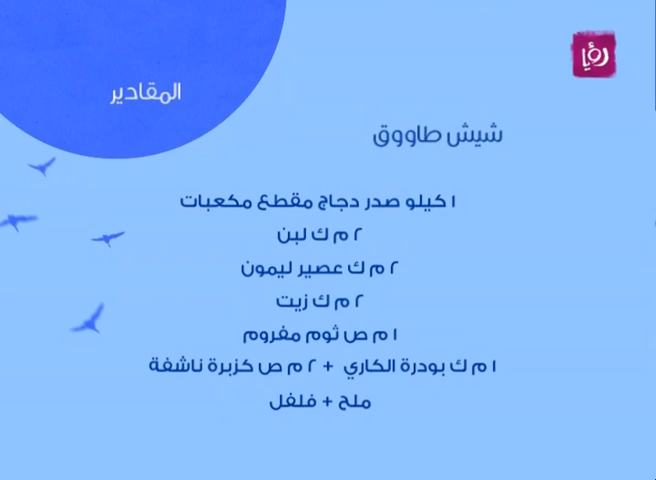 رؤيا
المقادير
شيش طاووق
١ كيلو صدر دجاج مقطع مكعبات
٢ م ك لبن
٢ م ك عصير ليمون
٢ م ك زيت
١ م ص ثوم مفروم
١ م ك بودرة الكاري + ٢ م ص كزبرة ناشفة
ملح + فلفل